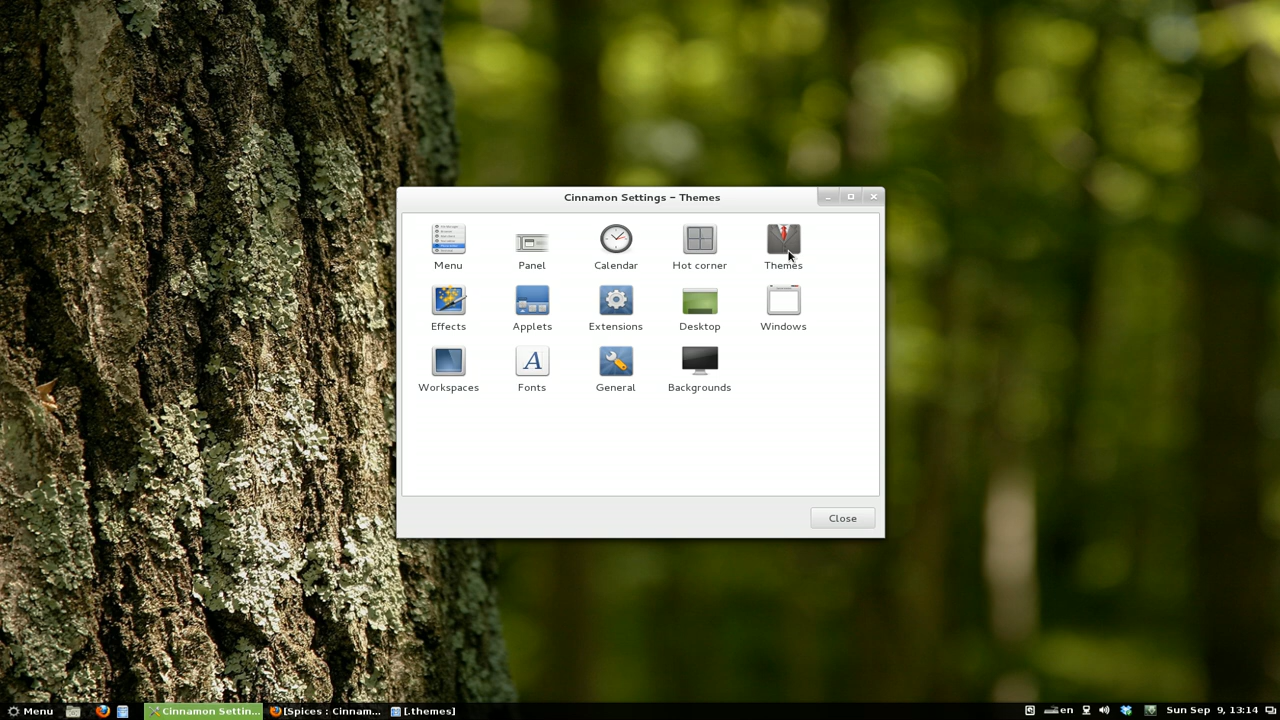 Cinnamon Settings – Themes
Menu Panel Calendar Hot corner Themes
Effects Applets Extensions Desktop Windows
Workspaces Fonts General Backgrounds
Close
Menu Cinnamon Settin... [Spices : Cinnam... [.themes] en Sun Sep 9, 13:14